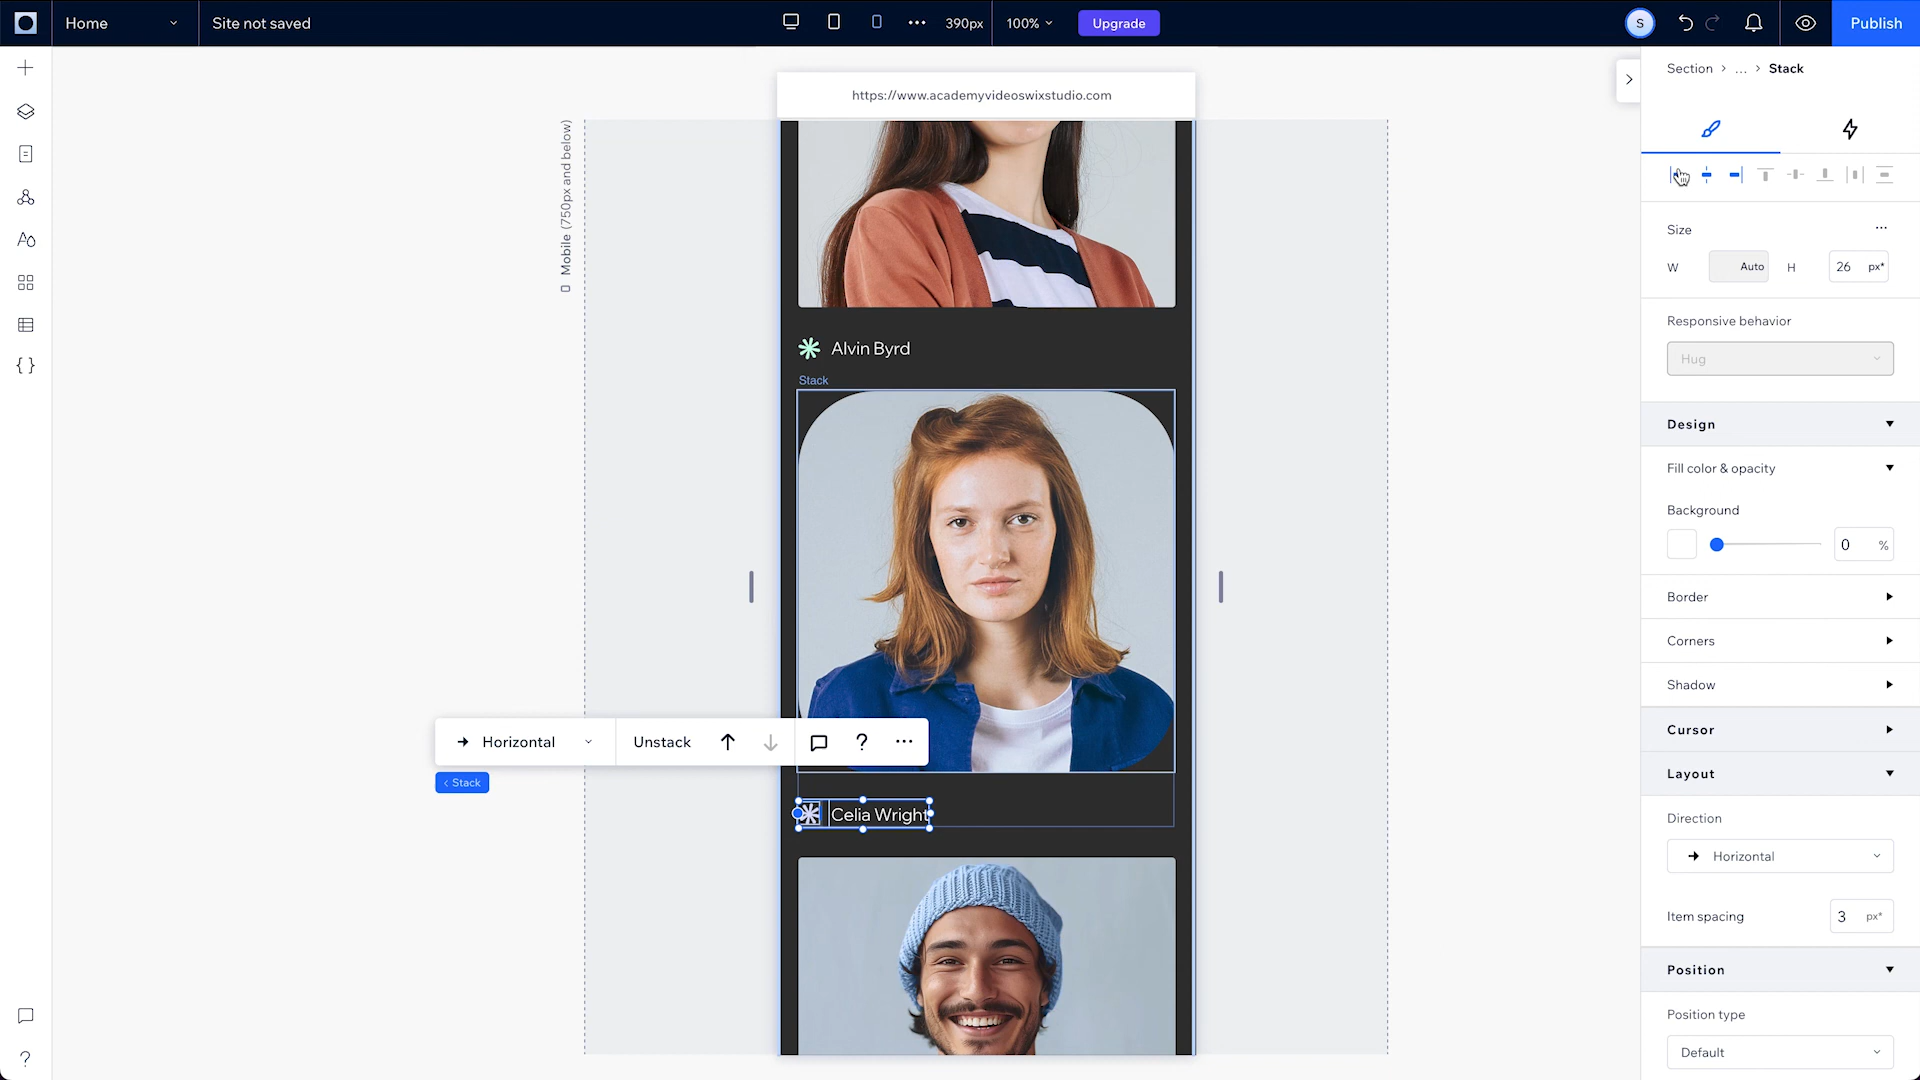 Home
Site not saved
390px
100%
Upgrade
S
Publish
https://www.academyvideoswixstudio.com
Section > ... > Stack
Mobile (750px and below)
Size
W
Auto
H
26 px*
Responsive behavior
Hug
Alvin Byrd
Stack
Design
Fill color & opacity
Background
0 %
Border
Corners
Shadow
Horizontal
Unstack
< Stack
Cursor
Layout
Celia Wright
Direction
Horizontal
Item spacing
3 px*
Position
Position type
Default